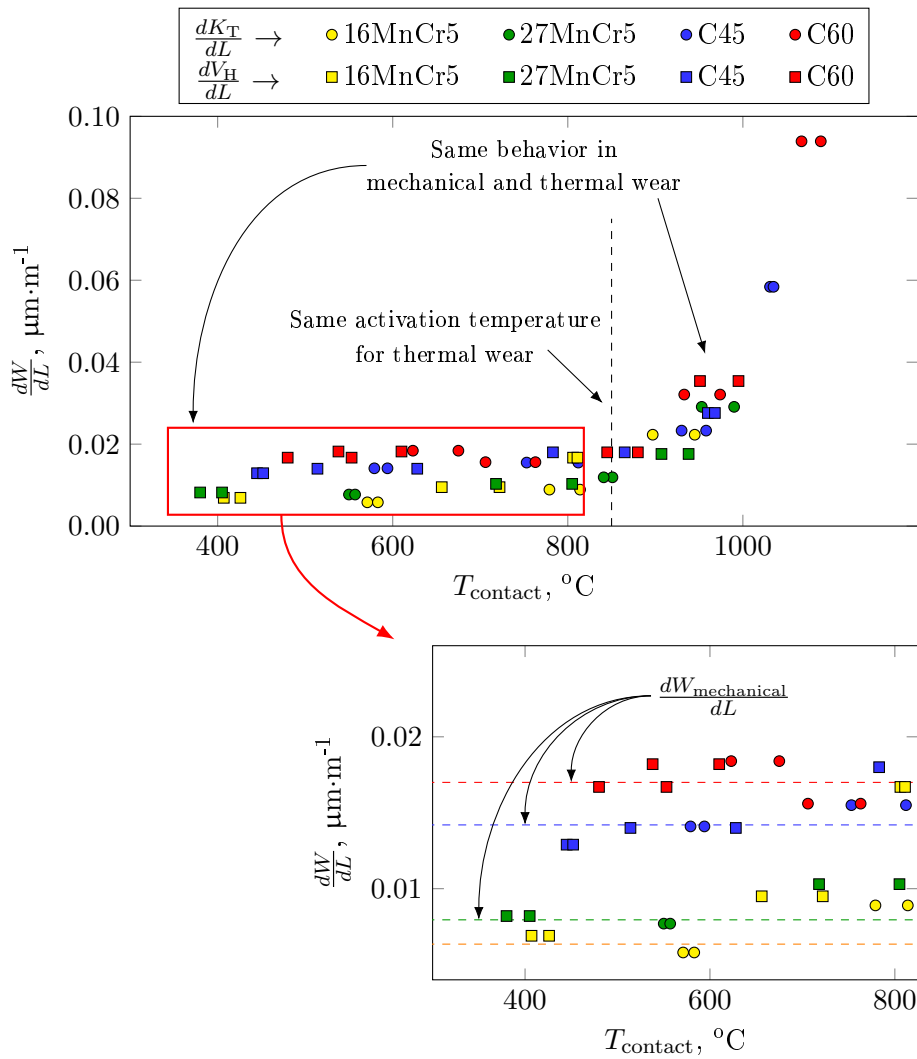 dK_T/dL → 16MnCr5 27MnCr5 C45 C60
dV_H/dL → 16MnCr5 27MnCr5 C45 C60
0.10
0.08
0.06
0.04
0.02
0.00
dW/dL, µm·m⁻¹
Same behavior in
mechanical and thermal wear
Same activation temperature
for thermal wear
400 600 800 1000
T_contact, °C
dW_mechanical/dL
0.02
0.01
dW/dL, µm·m⁻¹
400 600 800
T_contact, °C